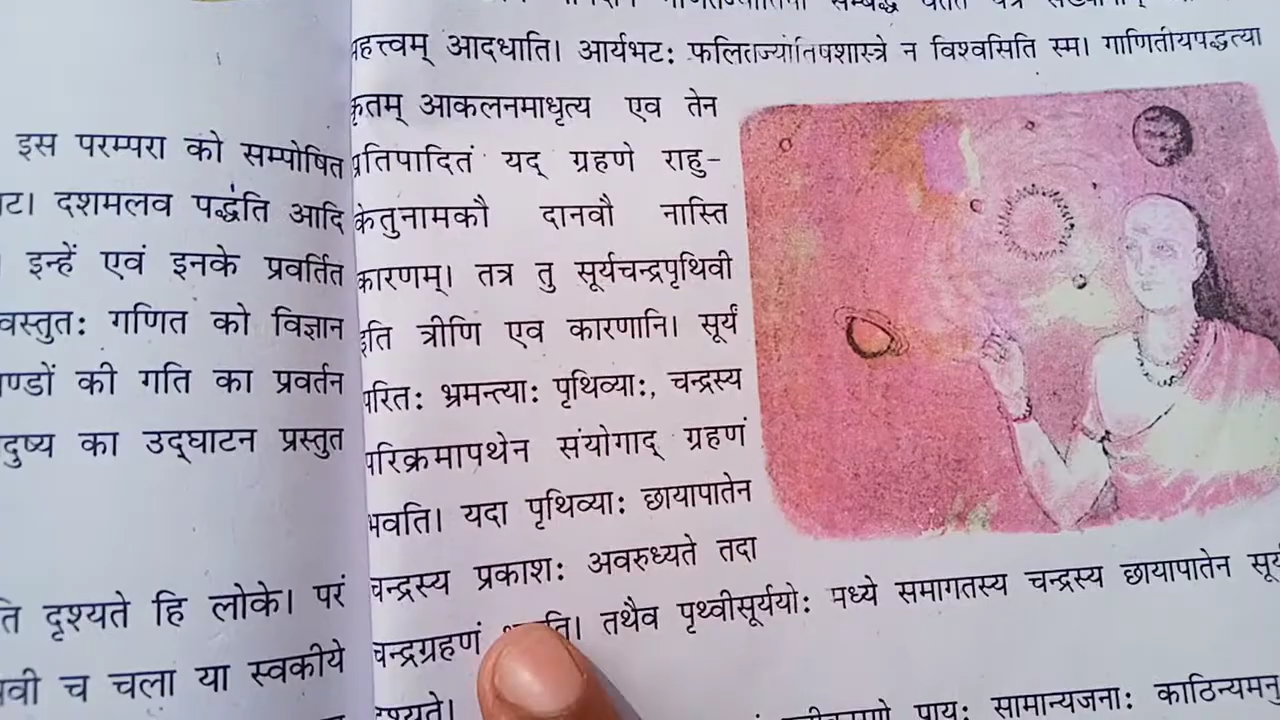 इस परम्परा को सम्पोषित
दशमलव पद्धति आदि
इन्हें एवं इनके प्रवर्तित
वस्तुत: गणित को विज्ञान
की गति का प्रवर्तन
का उद्घाटन प्रस्तुत
दृश्यते हि लोके। परं
च चला या स्वकीये
महत्त्वम् आदधाति। आर्यभट: फलितज्योतिषशास्त्रे न विश्वसिति स्म। गाणितीयपद्धत्या
कृतम् आकलनमाधृत्य एव तेन
प्रतिपादितं यद् ग्रहणे राहु-
केतुनामकौ दानवौ नास्ति
कारणम्। तत्र तु सूर्यचन्द्रपृथिवी
इति त्रीणि एव कारणानि। सूर्यं
परित: भ्रमन्त्या: पृथिव्या:, चन्द्रस्य
परिक्रमापथेन संयोगाद् ग्रहणं
भवति। यदा पृथिव्या: छायापातेन
चन्द्रस्य प्रकाश: अवरुध्यते तदा
चन्द्रग्रहणं तथैव पृथ्वीसूर्ययो: मध्ये समागतस्य चन्द्रस्य छायापातेन
दृश्यते।
प्राय: सामान्यजना: